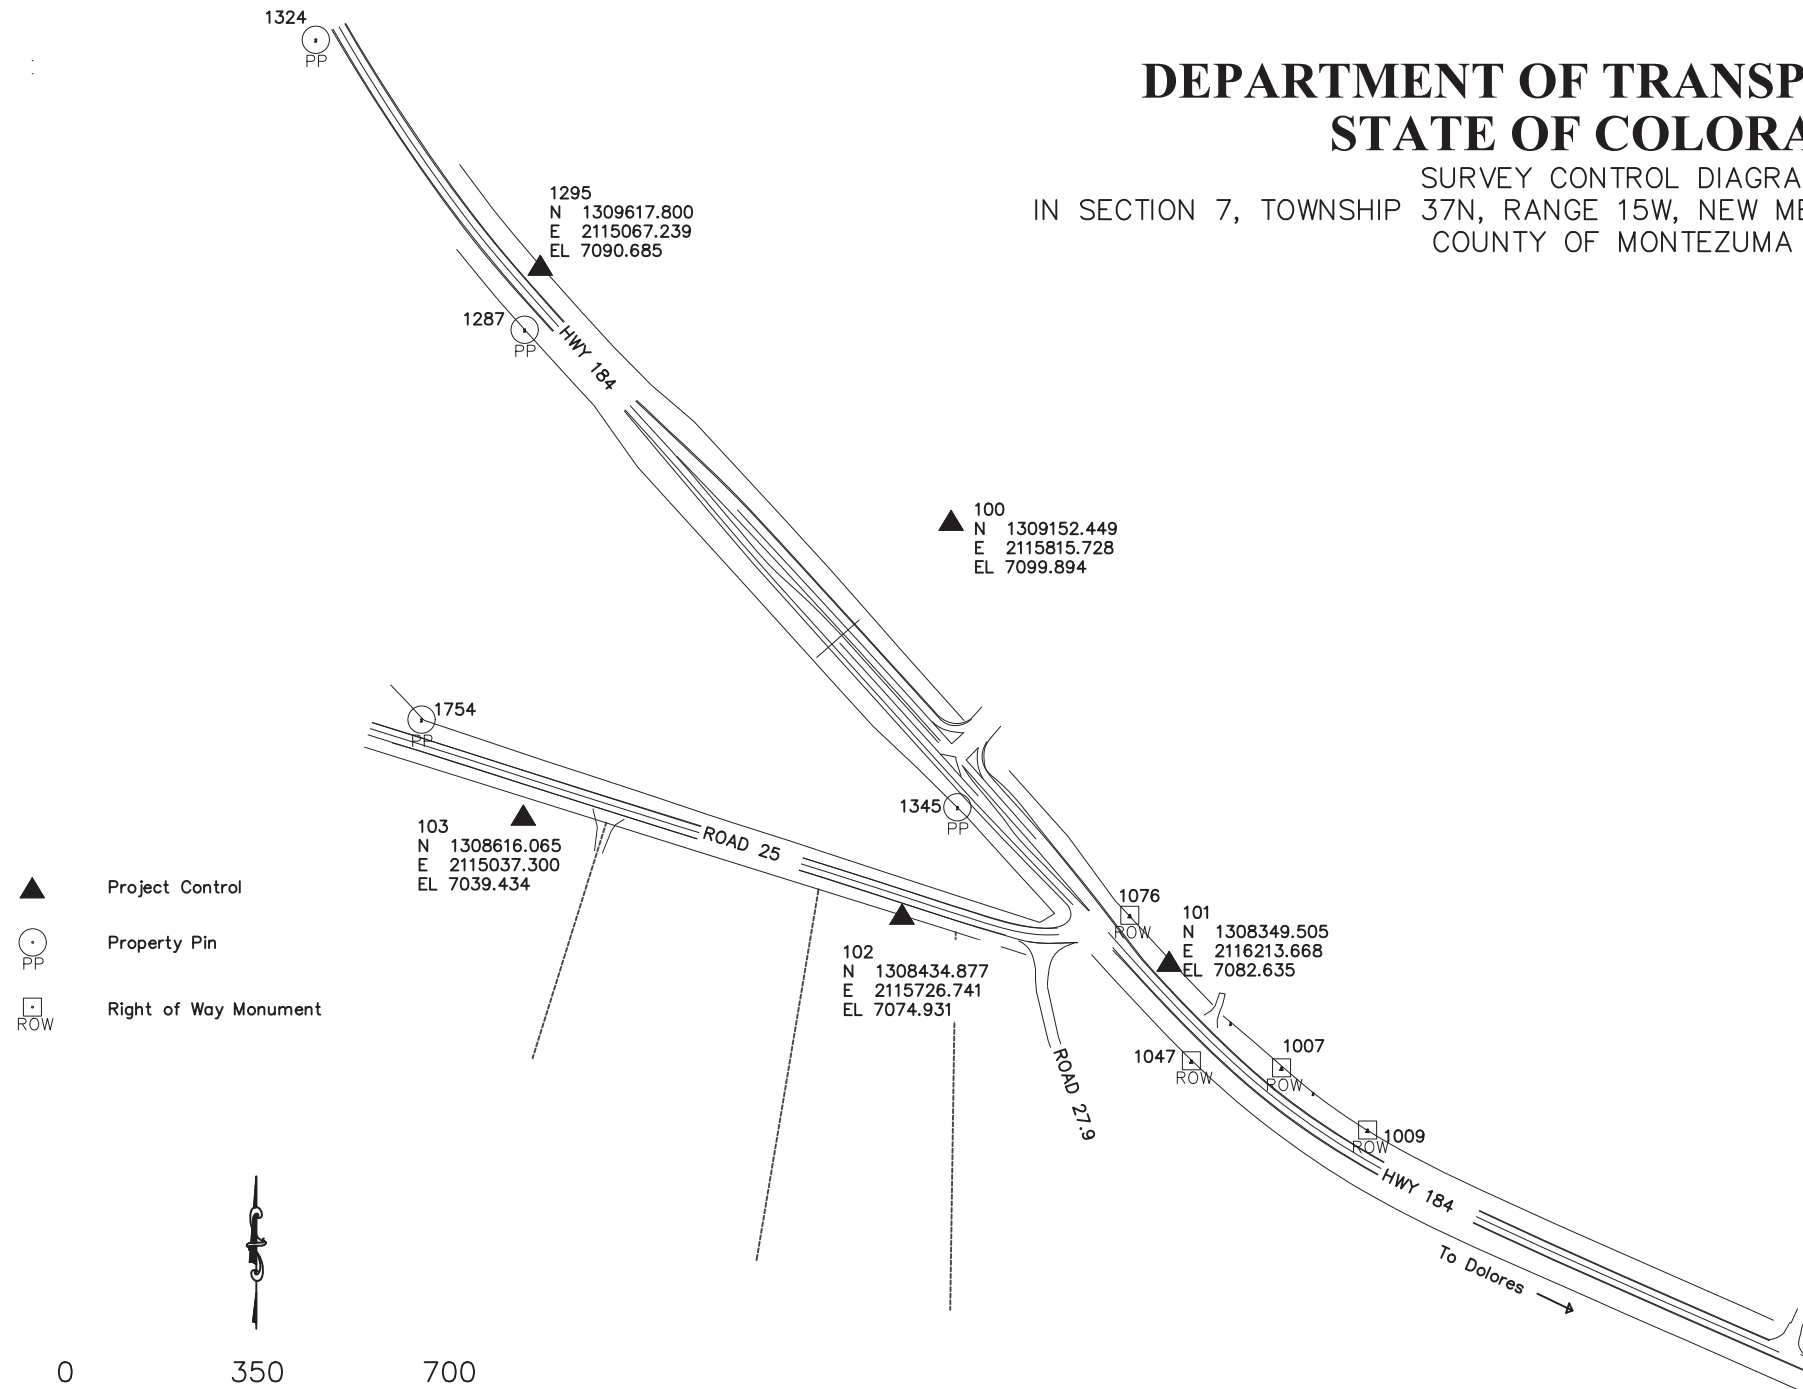 1324
PP
DEPARTMENT OF TRANSP
STATE OF COLORA
SURVEY CONTROL DIAGRA
IN SECTION 7, TOWNSHIP 37N, RANGE 15W, NEW ME
COUNTY OF MONTEZUMA
1295
N 1309617.800
E 2115067.239
EL 7090.685
1287
PP
HWY 184
100
N 1309152.449
E 2115815.728
EL 7099.894
1754
PP
1345
PP
103
N 1308616.065
E 2115037.300
EL 7039.434
ROAD 25
1076
ROW
101
N 1308349.505
E 2116213.668
EL 7082.635
102
N 1308434.877
E 2115726.741
EL 7074.931
Project Control
Property Pin
PP
Right of Way Monument
ROW
1047
ROW
1007
ROW
ROAD 27.9
1009
ROW
HWY 184
To Dolores
0 350 700